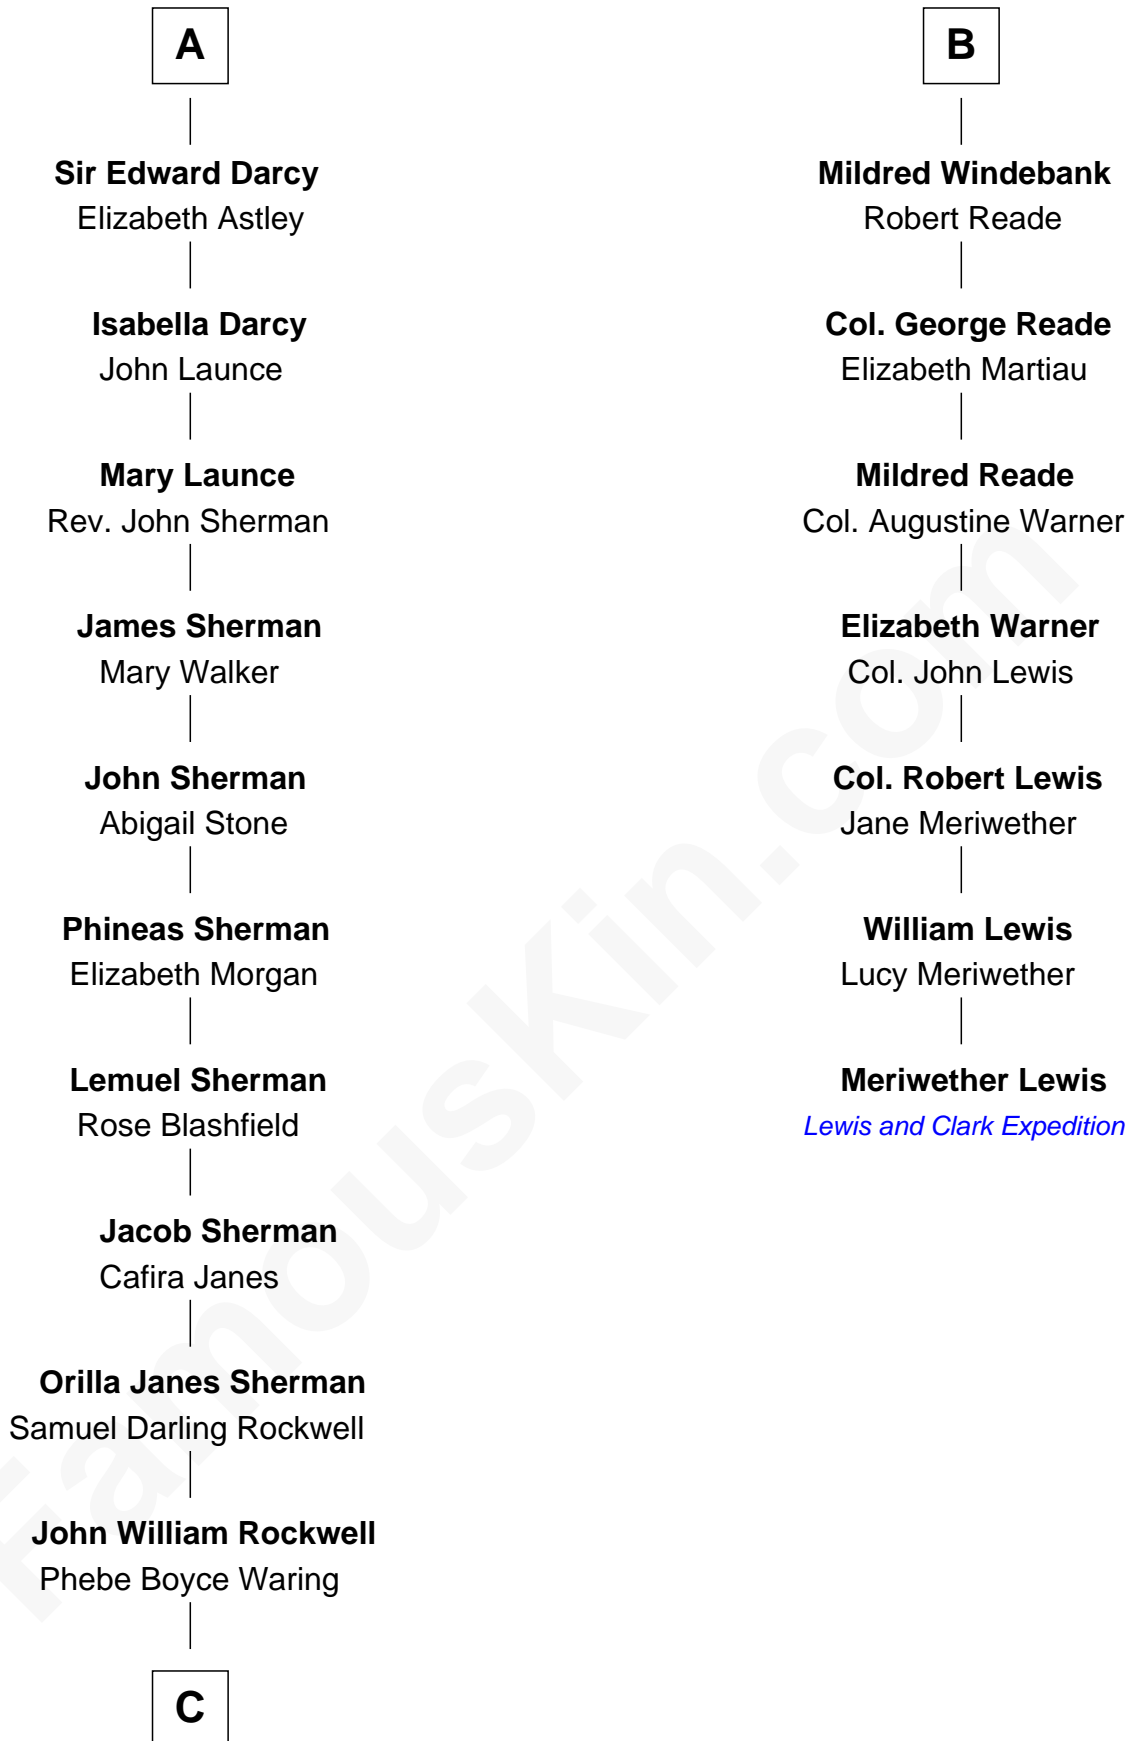 A
Sir Edward Darcy
Elizabeth Astley
Isabella Darcy
John Launce
Mary Launce
Rev. John Sherman
James Sherman
Mary Walker
John Sherman
Abigail Stone
Phineas Sherman
Elizabeth Morgan
Lemuel Sherman
Rose Blashfield
Jacob Sherman
Cafira Janes
Orilla Janes Sherman
Samuel Darling Rockwell
John William Rockwell
Phebe Boyce Waring
C
B
Mildred Windebank
Robert Reade
Col. George Reade
Elizabeth Martiau
Mildred Reade
Col. Augustine Warner
Elizabeth Warner
Col. John Lewis
Col. Robert Lewis
Jane Meriwether
William Lewis
Lucy Meriwether
Meriwether Lewis
Lewis and Clark Expedition
FamousKin.com